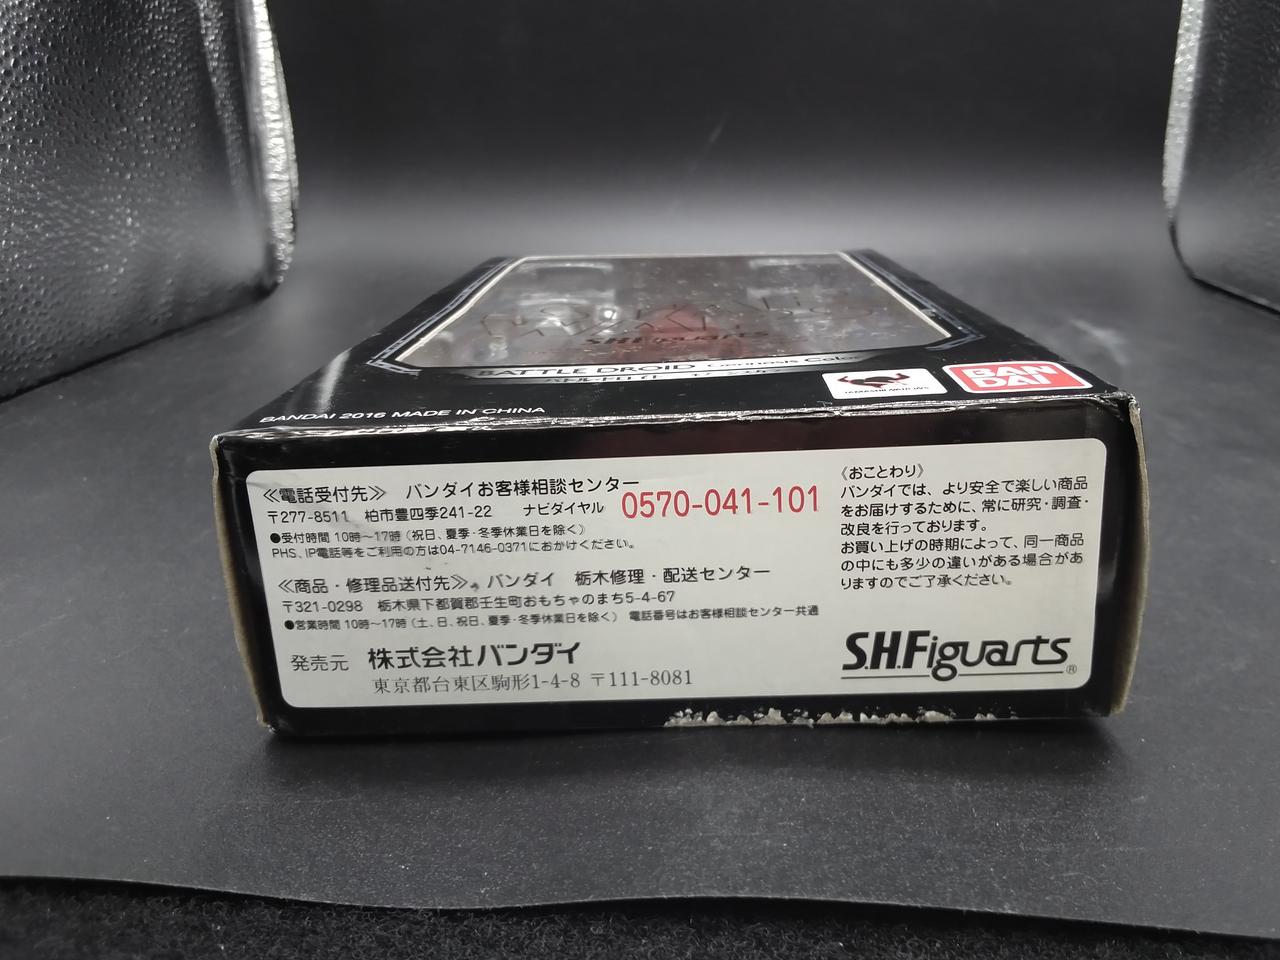 S.H.Figuarts
BATTLE DROID Geonosis Color
BANDAI 2016 MADE IN CHINA
TAMASHII NATIONS
BAN
DAI
≪電話受付先≫ バンダイお客様相談センター
〒277-8511 柏市豊四季241-22 ナビダイヤル 0570-041-101
●受付時間 10時～17時（祝日、夏季・冬季休業日を除く）
PHS、IP電話等をご利用の方は04-7146-0371におかけください。
≪商品・修理品送付先≫ バンダイ 栃木修理・配送センター
〒321-0298 栃木県下都賀郡壬生町おもちゃのまち5-4-67
●営業時間 10時～17時（土、日、祝日、夏季・冬季休業日を除く） 電話番号はお客様相談センター共通
発売元 株式会社バンダイ
東京都台東区駒形1-4-8 〒111-8081
《おことわり》
バンダイでは、より安全で楽しい商品
をお届けするために、常に研究・調査・
改良を行っております。
お買い上げの時期によって、同一商品
の中にも多少の違いがある場合があ
りますのでご了承ください。
S.H.Figuarts®